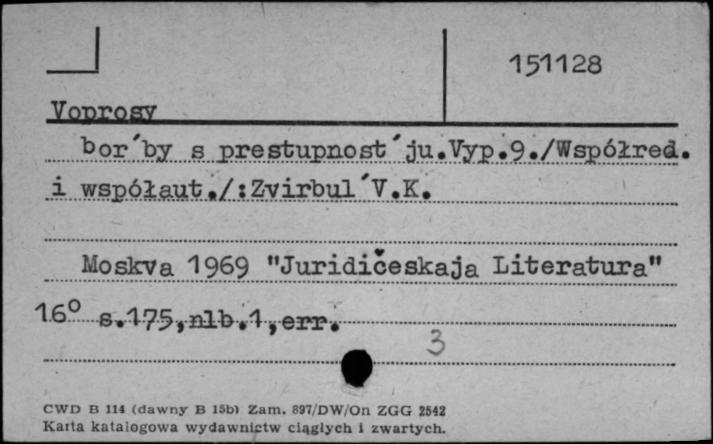 151128
Voprosy
bor´by s prestupnost´ju.Vyp.9./Współred.
i współaut./:Zvirbul´V.K.
Moskva 1969 "Juridičeskaja Literatura"
16° s.175,nlb.1,err.
3
CWD B 114 (dawny B 15b) Zam. 897/DW/On ZGG 2542
Karta katalogowa wydawnictw ciągłych i zwartych.